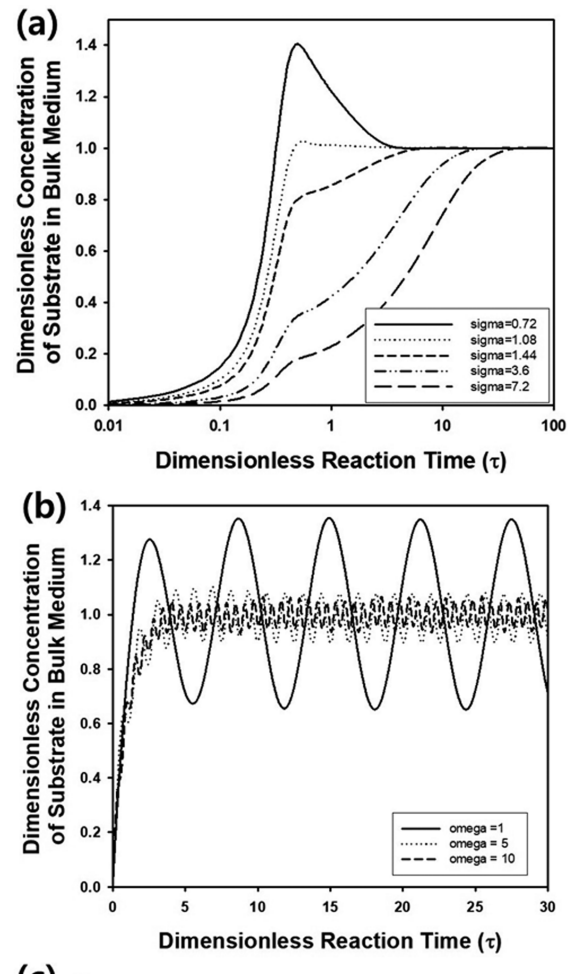 (a)
Dimensionless Concentration
of Substrate in Bulk Medium
1.4
1.2
1.0
0.8
0.6
0.4
0.2
0.0
sigma=0.72
sigma=1.08
sigma=1.44
sigma=3.6
sigma=7.2
0.01 0.1 1 10 100
Dimensionless Reaction Time (τ)
(b)
Dimensionless Concentration
of Substrate in Bulk Medium
1.4
1.2
1.0
0.8
0.6
0.4
0.2
0.0
omega =1
omega = 5
omega = 10
0 5 10 15 20 25 30
Dimensionless Reaction Time (τ)